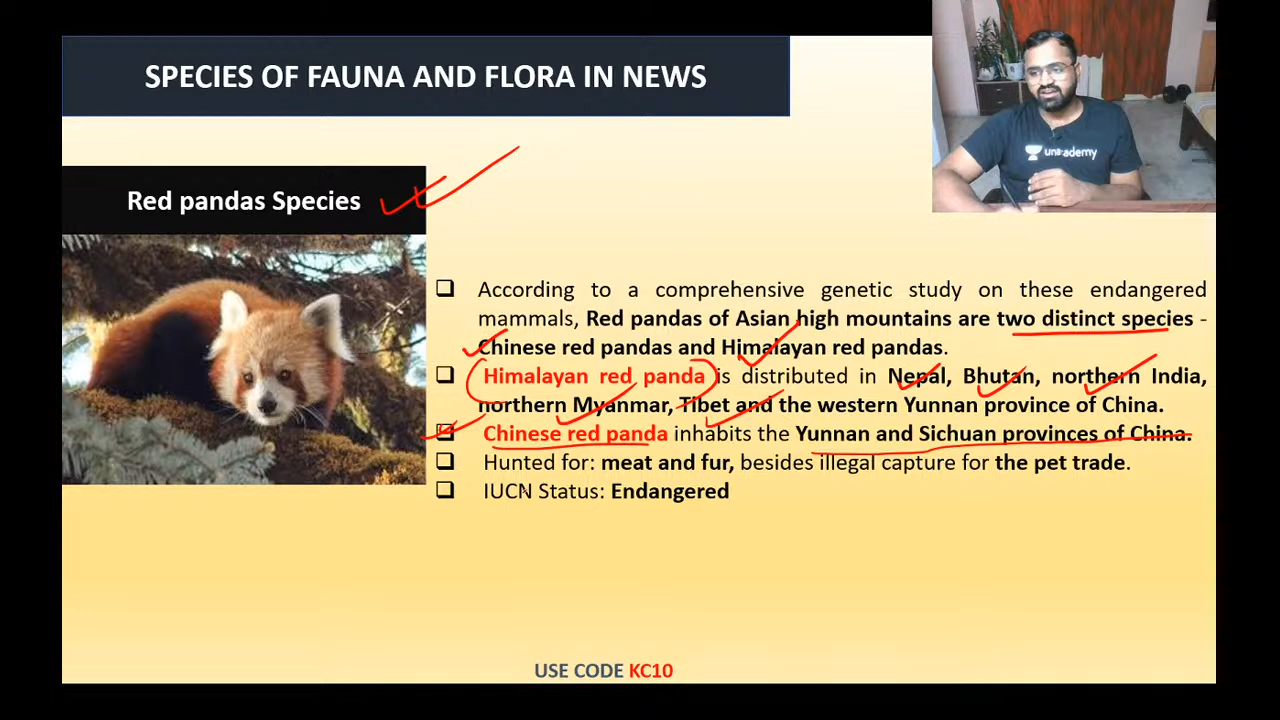 SPECIES OF FAUNA AND FLORA IN NEWS
unacademy
Red pandas Species
According to a comprehensive genetic study on these endangered
mammals, Red pandas of Asian high mountains are two distinct species -
Chinese red pandas and Himalayan red pandas.
Himalayan red panda is distributed in Nepal, Bhutan, northern India,
northern Myanmar, Tibet and the western Yunnan province of China.
Chinese red panda inhabits the Yunnan and Sichuan provinces of China.
Hunted for: meat and fur, besides illegal capture for the pet trade.
IUCN Status: Endangered
USE CODE KC10